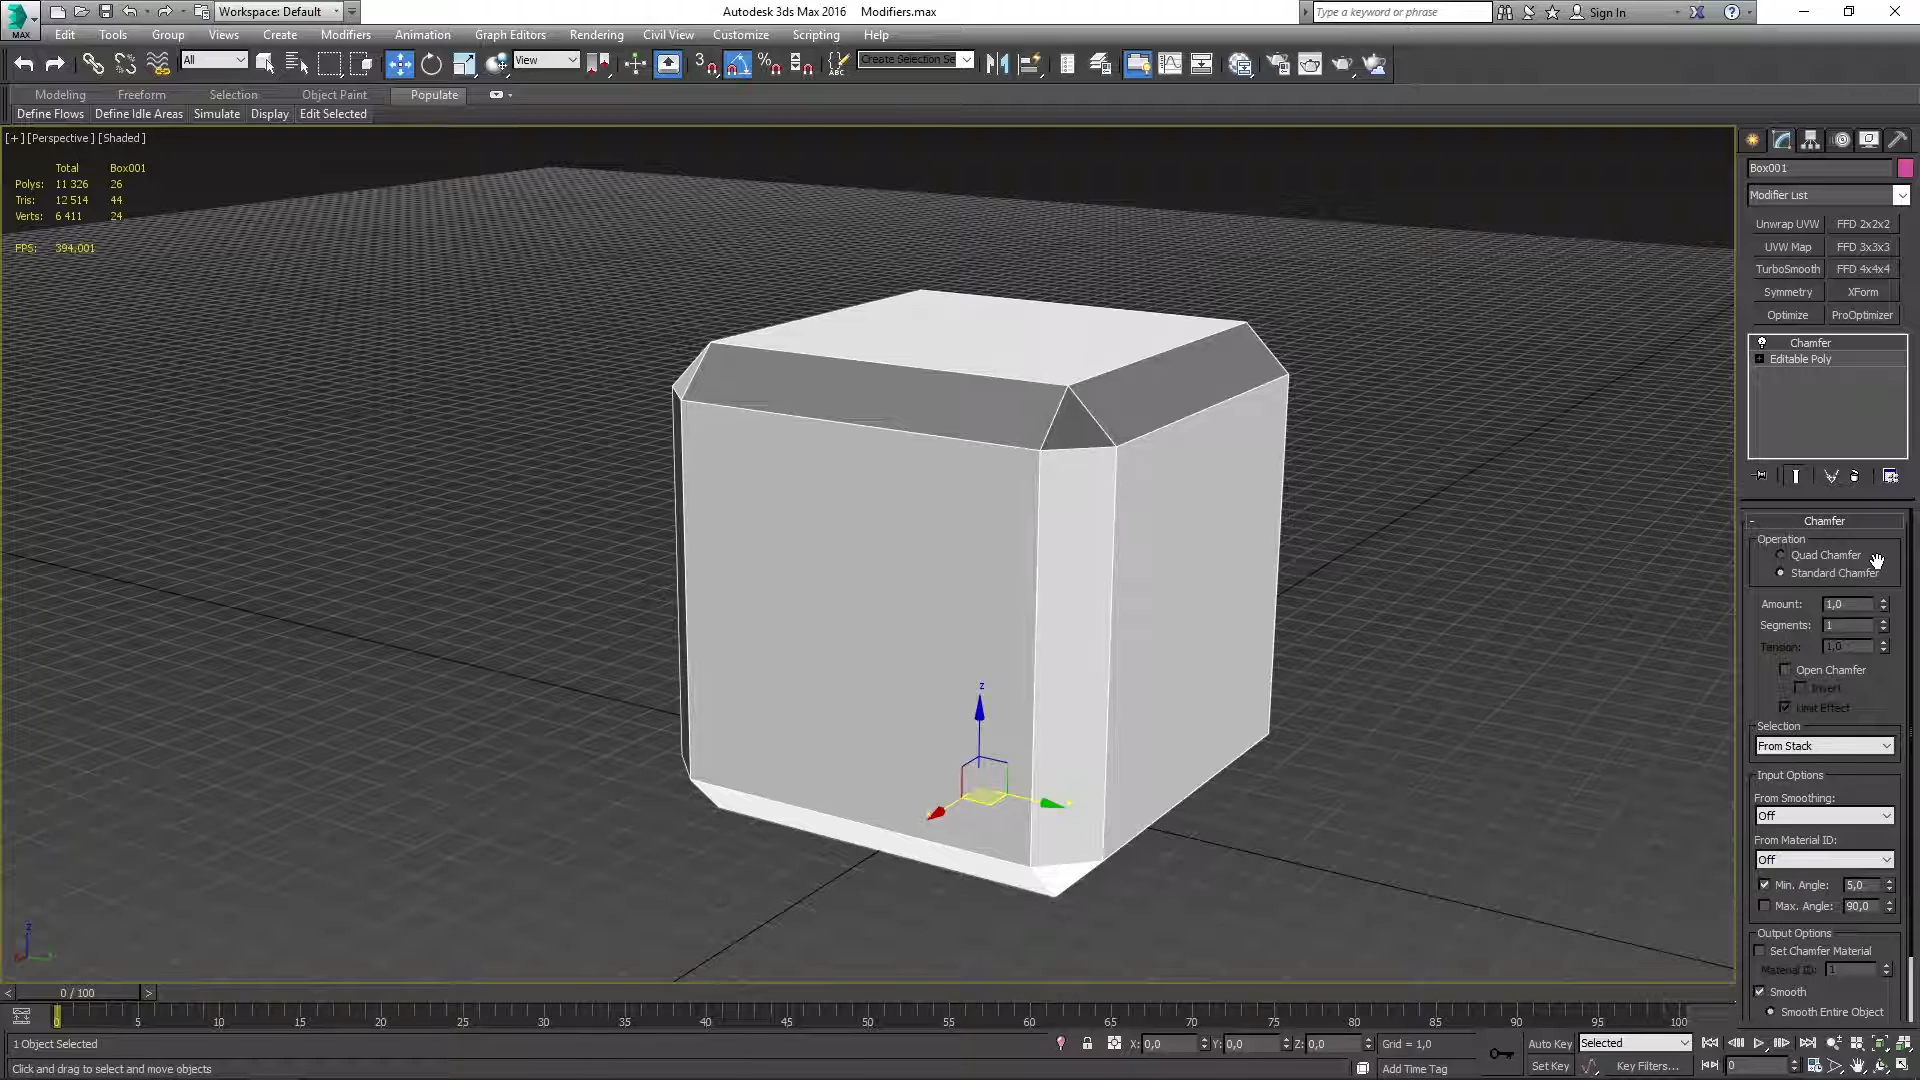 Workspace: Default
Autodesk 3ds Max 2016 Modifiers.max
Type a keyword or phrase
Sign In
MAX
Edit Tools Group Views Create Modifiers Animation Graph Editors Rendering Civil View Customize Scripting Help
All
View
3
%
ABC
Create Selection Se
Modeling Freeform Selection Object Paint Populate
Define Flows Define Idle Areas Simulate Display Edit Selected
[+] [Perspective] [Shaded]
Total Box001
Polys: 11 326 26
Tris: 12 514 44
Verts: 6 411 24
FPS: 394,001
Box001
Modifier List
Unwrap UVW FFD 2x2x2
UVW Map FFD 3x3x3
TurboSmooth FFD 4x4x4
Symmetry XForm
Optimize ProOptimizer
Chamfer
Editable Poly
- Chamfer
Operation
Quad Chamfer
Standard Chamfer
Amount: 1,0
Segments: 1
Tension: 1,0
Open Chamfer
Invert
Limit Effect
Selection
From Stack
Input Options
From Smoothing:
Off
From Material ID:
Off
Min. Angle: 5,0
Max. Angle: 90,0
Output Options
Set Chamfer Material
Material ID: 1
Smooth
Smooth Entire Object
z
z
< 0 / 100 >
0 5 10 15 20 25 30 35 40 45 50 55 60 65 70 75 80 85 90 95 100
1 Object Selected
X: 0,0 Y: 0,0 Z: 0,0 Grid = 1,0
Auto Key Selected
Click and drag to select and move objects
Add Time Tag
Set Key Key Filters...
0